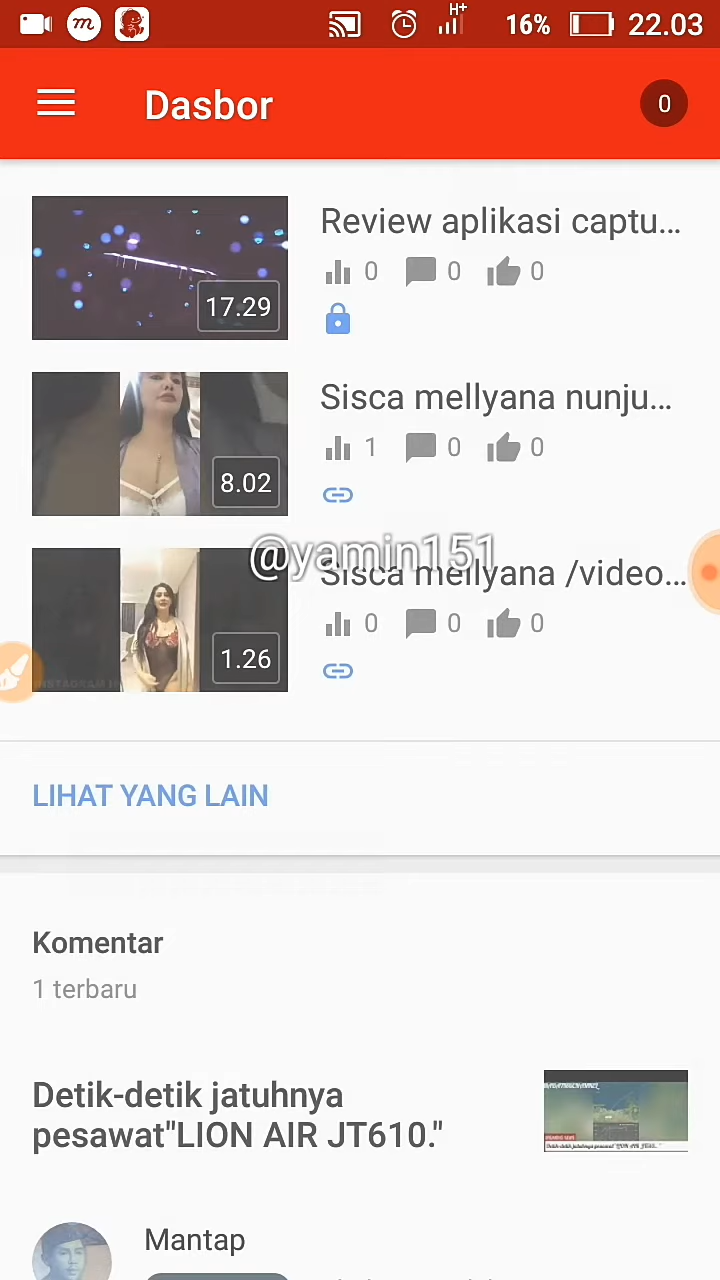 m
H+
16%
22.03
Dasbor
0
Review aplikasi captu...
17.29
0 0 0
Sisca mellyana nunju...
8.02
1 0 0
@yamin151
Sisca mellyana /video...
1.26
0 0 0
LIHAT YANG LAIN
Komentar
1 terbaru
Detik-detik jatuhnya
pesawat"LION AIR JT610."
Mantap